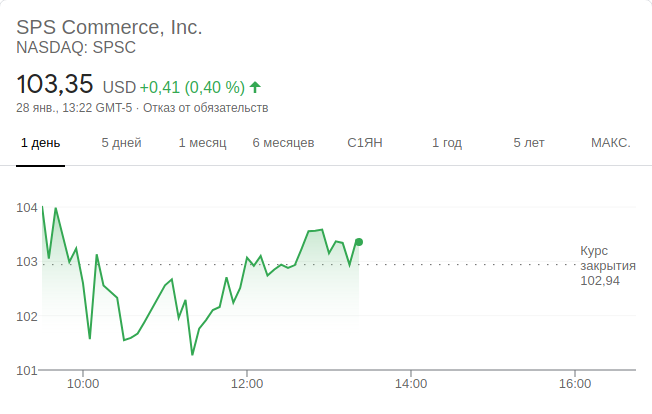 SPS Commerce, Inc.
NASDAQ: SPSC
103,35 USD +0,41 (0,40 %)
28 янв., 13:22 GMT-5 · Отказ от обязательств
1 день 5 дней 1 месяц 6 месяцев С1ЯН 1 год 5 лет МАКС.
104
103
102
101
Курс
закрытия
102,94
10:00 12:00 14:00 16:00